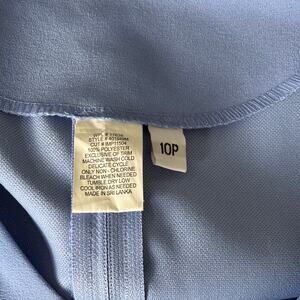 CUT # IMP11504
100% POLYESTER
EXCLUSIVE OF TRIM
MACHINE WASH COLD
DELICATE CYCLE
ONLY NON - CHLORINE
BLEACH WHEN NEEDED
TUMBLE DRY LOW
COOL IRON AS NEEDED
MADE IN SRI LANKA
10P